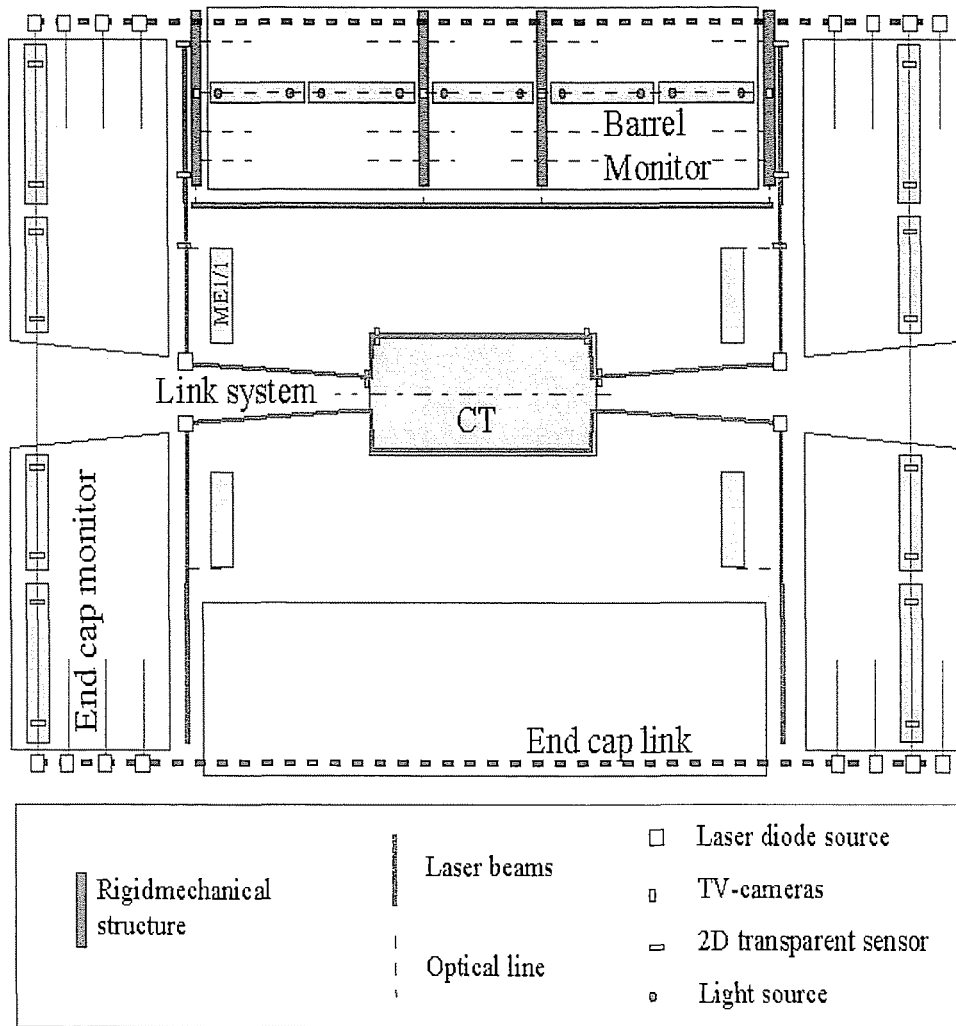 Barrel
Monitor
ME1/1
Link system
CT
End cap monitor
End cap link
Rigidmechanical
structure
Laser beams
Optical line
Laser diode source
TV-cameras
2D transparent sensor
Light source